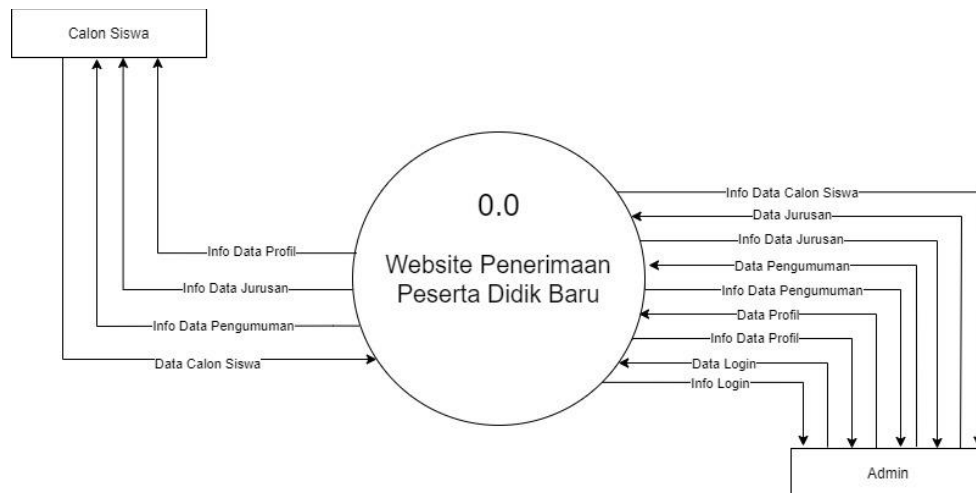 Calon Siswa
0.0
Website Penerimaan
Peserta Didik Baru
Info Data Profil
Info Data Jurusan
Info Data Pengumuman
Data Calon Siswa
Info Data Calon Siswa
Data Jurusan
Info Data Jurusan
Data Pengumuman
Info Data Pengumuman
Data Profil
Info Data Profil
Data Login
Info Login
Admin